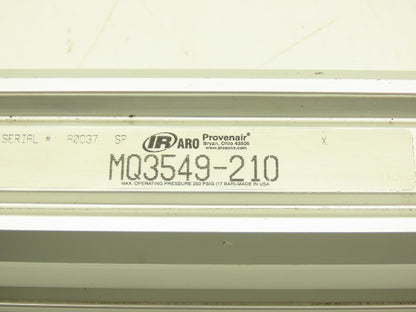 SERIAL # A2037 SP IR ARO Provenair® X
Bryan, Ohio 43506
www.arozone.com
MQ3549-210
MAX. OPERATING PRESSURE 250 PSIG (17 BAR)-MADE IN USA